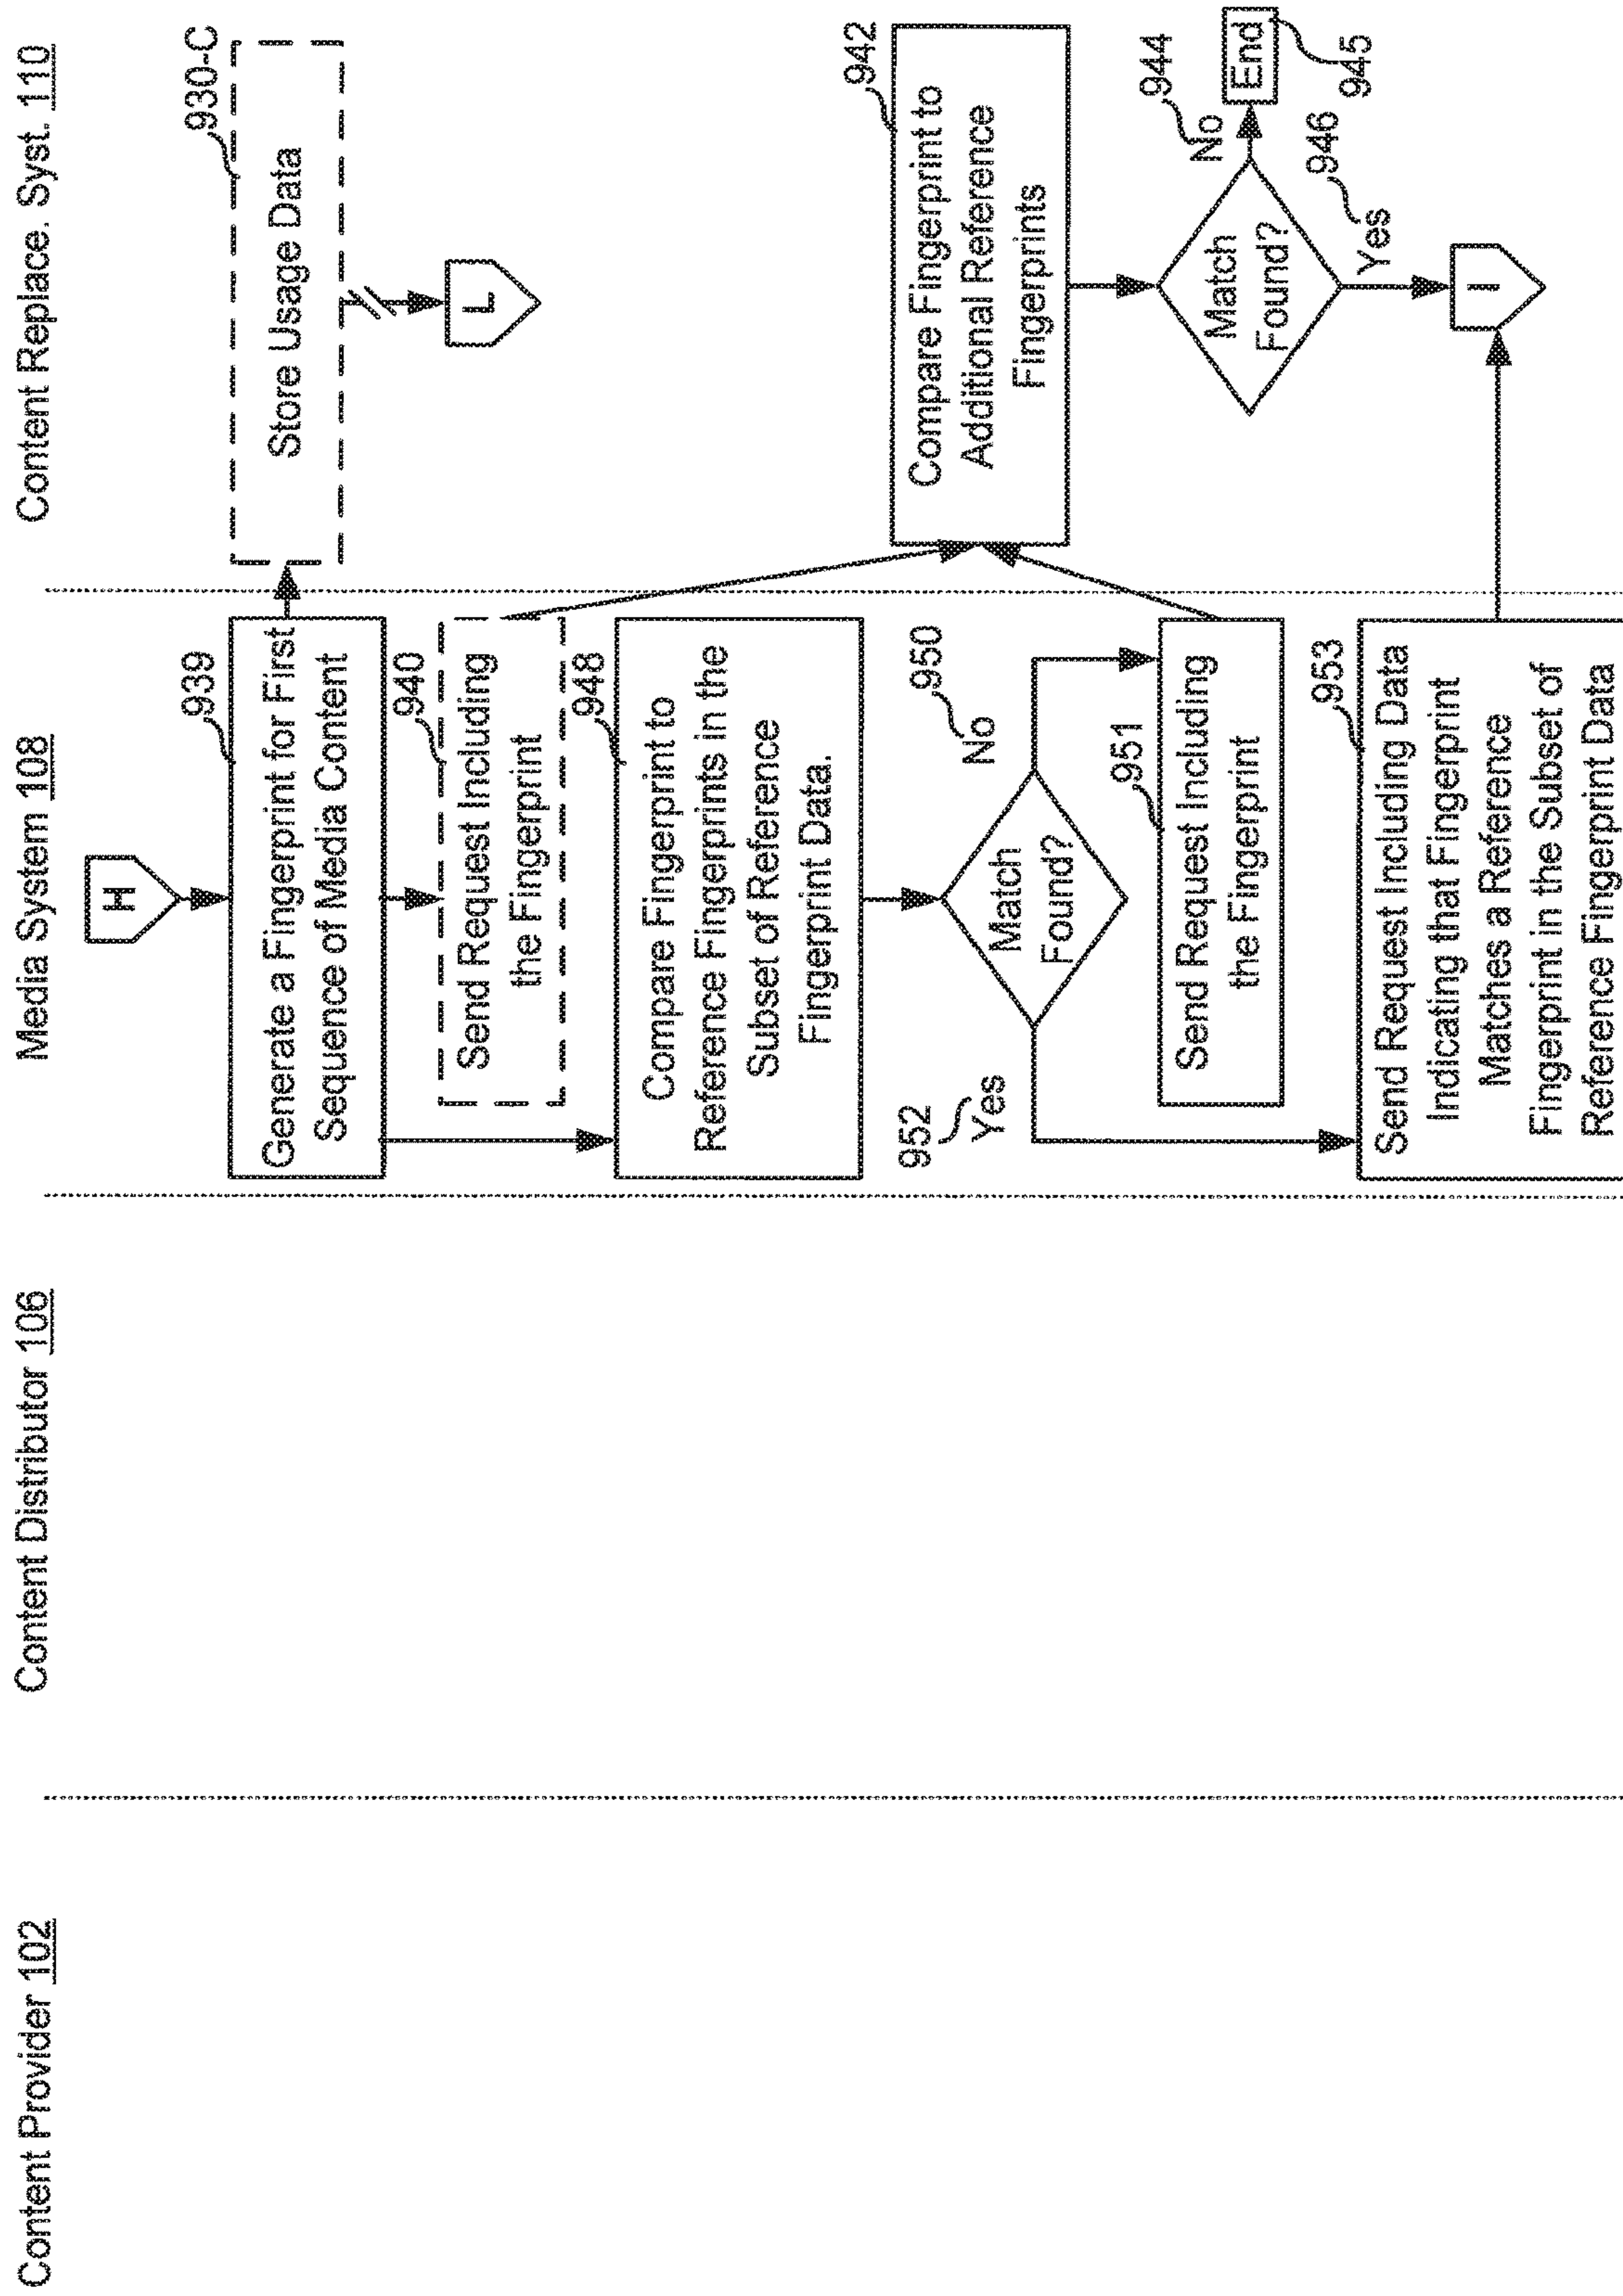 Content Provider 102
Content Distributor 106
Media System 108
Content Replace. Syst. 110
H
939
Generate a Fingerprint for First
Sequence of Media Content
930-C
Store Usage Data
L
940
Send Request Including
the Fingerprint
948
Compare Fingerprint to
Reference Fingerprints in the
Subset of Reference
Fingerprint Data.
942
Compare Fingerprint to
Additional Reference
Fingerprints
952
Yes
Match
Found?
950
No
951
Send Request Including
the Fingerprint
Match
Found?
944
No
End
945
946
Yes
953
Send Request Including Data
Indicating that Fingerprint
Matches a Reference
Fingerprint in the Subset of
Reference Fingerprint Data
I